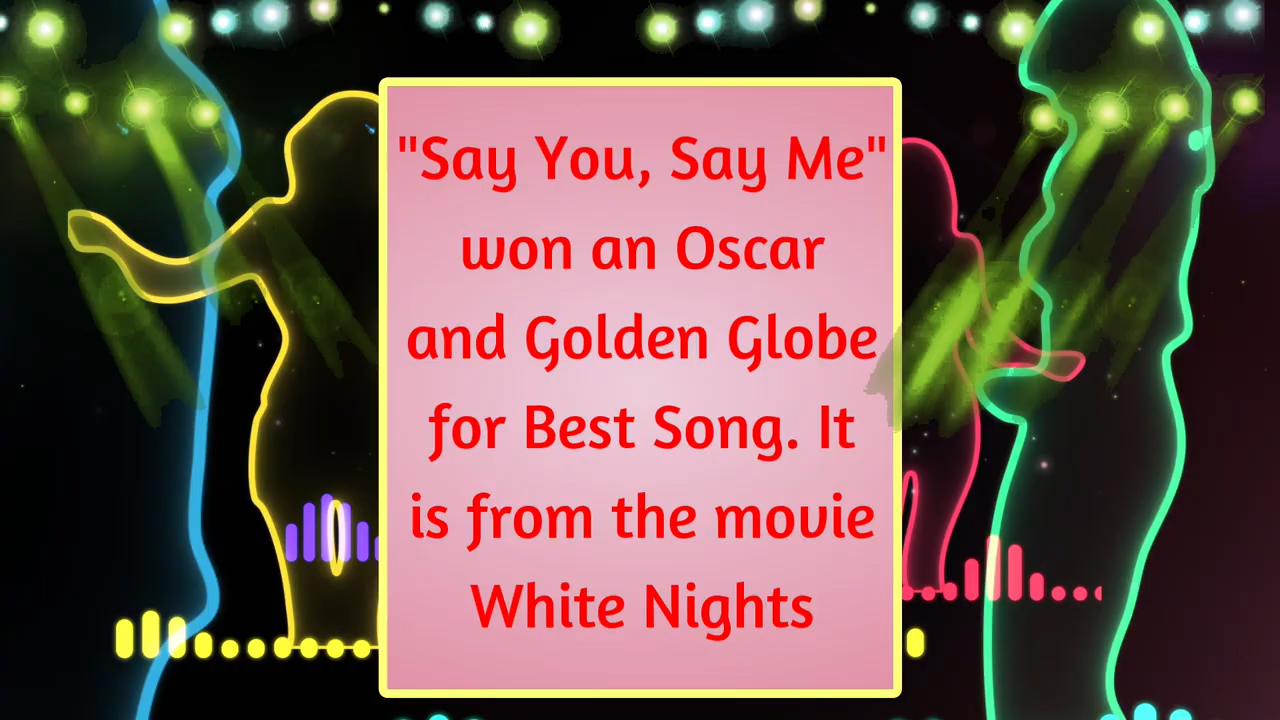 "Say You, Say Me"
won an Oscar
and Golden Globe
for Best Song. It
is from the movie
White Nights